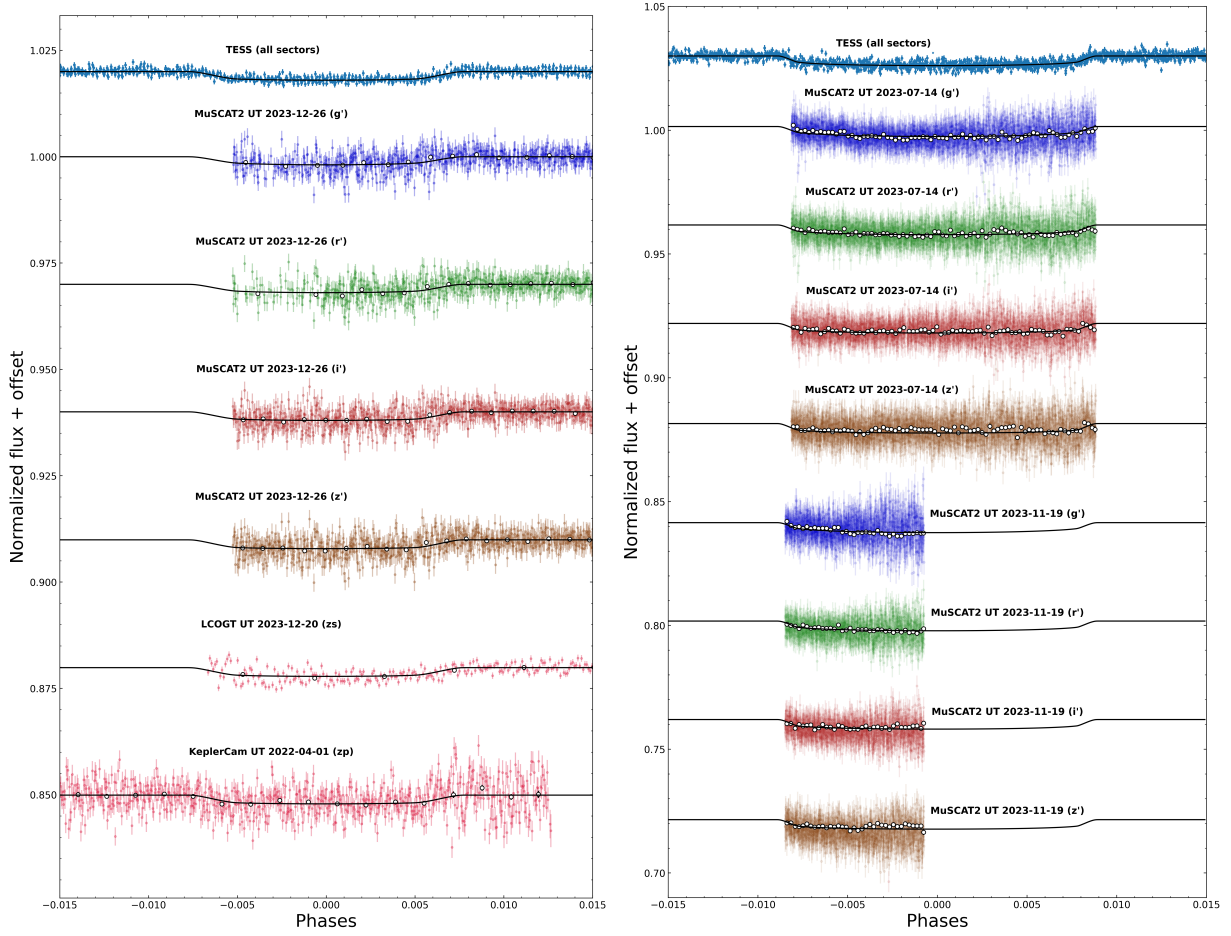 1.025
1.000
0.975
0.950
0.925
0.900
0.875
0.850
Normalized flux + offset
TESS (all sectors)
MuSCAT2 UT 2023-12-26 (g')
MuSCAT2 UT 2023-12-26 (r')
MuSCAT2 UT 2023-12-26 (i')
MuSCAT2 UT 2023-12-26 (z')
LCOGT UT 2023-12-20 (zs)
KeplerCam UT 2022-04-01 (zp)
−0.015 −0.010 −0.005 0.000 0.005 0.010 0.015
Phases
1.05
1.00
0.95
0.90
0.85
0.80
0.75
0.70
Normalized flux + offset
TESS (all sectors)
MuSCAT2 UT 2023-07-14 (g')
MuSCAT2 UT 2023-07-14 (r')
MuSCAT2 UT 2023-07-14 (i')
MuSCAT2 UT 2023-07-14 (z')
MuSCAT2 UT 2023-11-19 (g')
MuSCAT2 UT 2023-11-19 (r')
MuSCAT2 UT 2023-11-19 (i')
MuSCAT2 UT 2023-11-19 (z')
−0.015 −0.010 −0.005 0.000 0.005 0.010 0.015
Phases